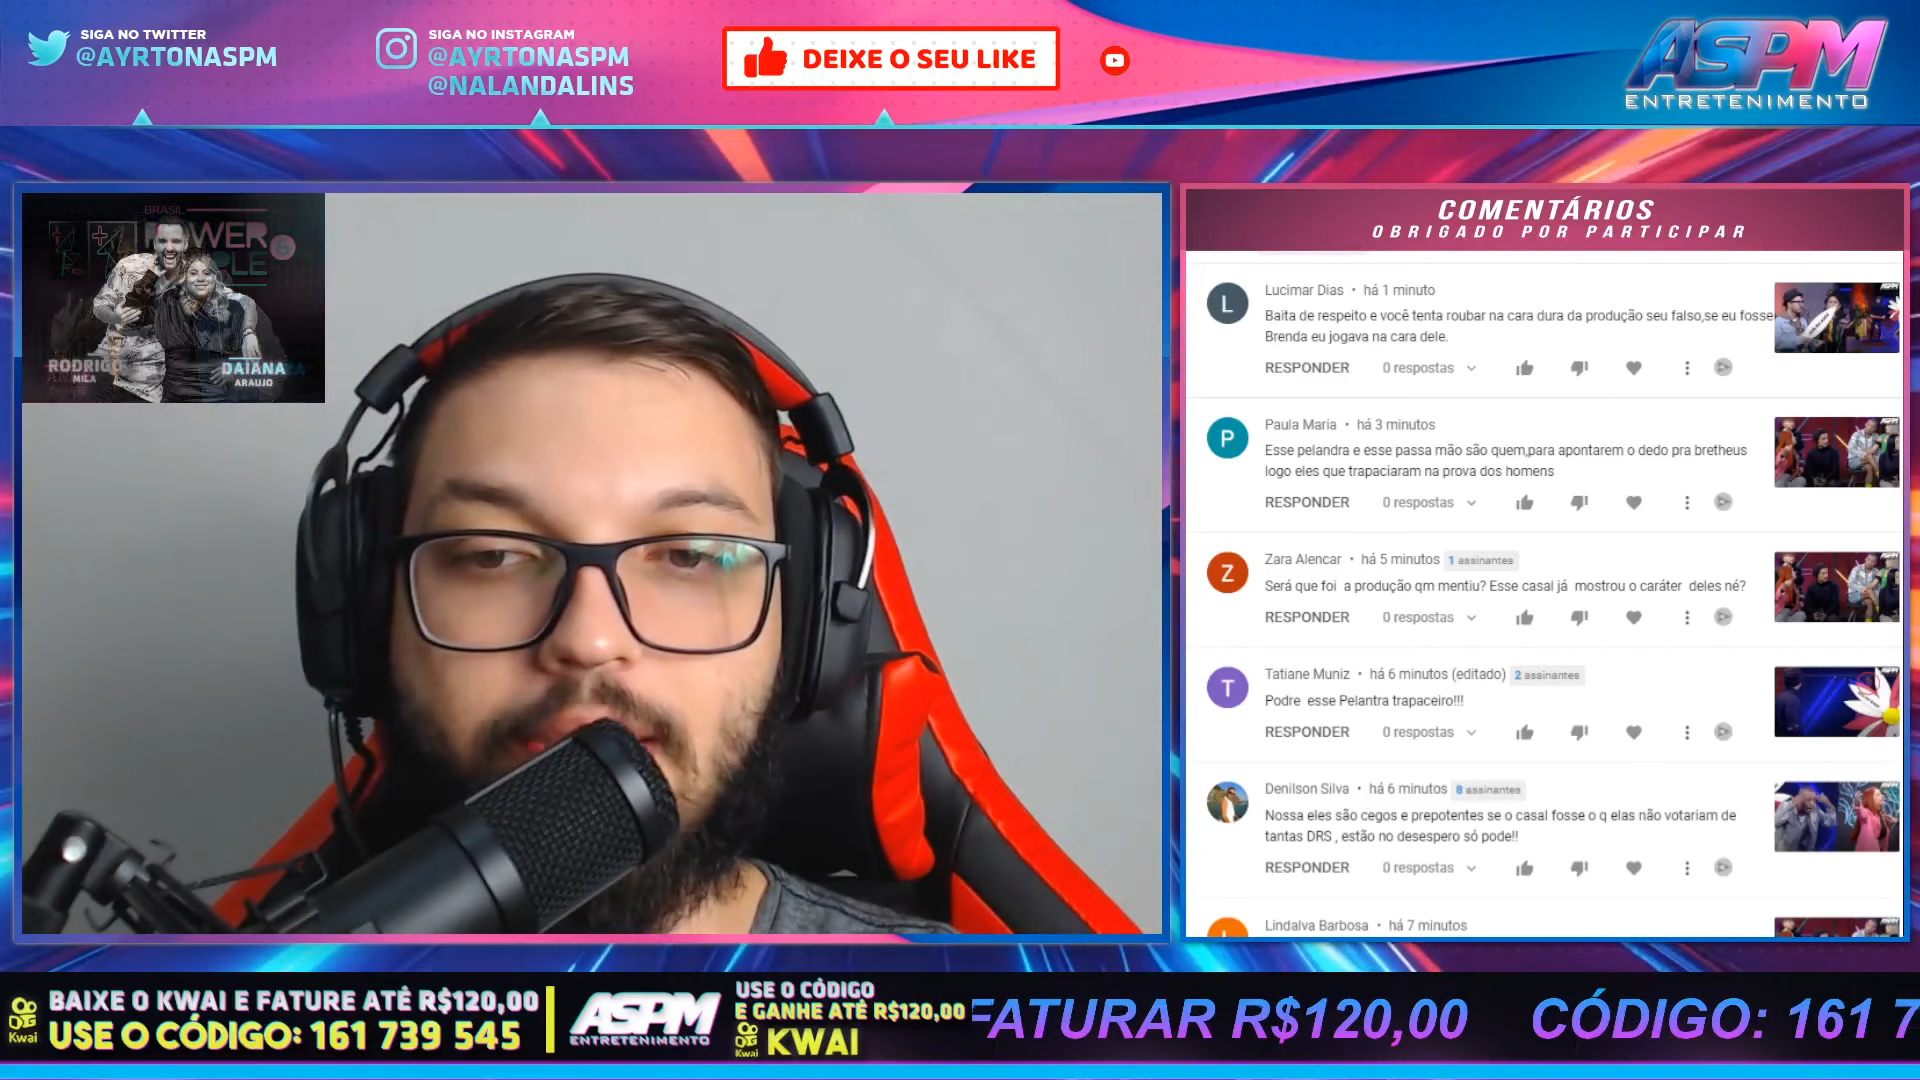 SIGA NO TWITTER
@AYRTONASPM
SIGA NO INSTAGRAM
@AYRTONASPM
@NALANDALINS
DEIXE O SEU LIKE
ASPM
ENTRETENIMENTO
BRASIL
RODRIGO
MILA
DAIANA
ARAUJO
COMENTÁRIOS
OBRIGADO POR PARTICIPAR
L
Lucimar Dias • há 1 minuto
Baita de respeito e você tenta roubar na cara dura da produção seu falso,se eu fosse
Brenda eu jogava na cara dele.
RESPONDER 0 respostas
P
Paula Maria • há 3 minutos
Esse pelandra e esse passa mão são quem,para apontarem o dedo pra bretheus
logo eles que trapaciaram na prova dos homens
RESPONDER 0 respostas
Z
Zara Alencar • há 5 minutos 1 assinantes
Será que foi a produção qm mentiu? Esse casal já mostrou o caráter deles né?
RESPONDER 0 respostas
T
Tatiane Muniz • há 6 minutos (editado) 2 assinantes
Podre esse Pelantra trapaceiro!!!
RESPONDER 0 respostas
Denilson Silva • há 6 minutos 8 assinantes
Nossa eles são cegos e prepotentes se o casal fosse o q elas não votariam de
tantas DRS , estão no desespero só pode!!
RESPONDER 0 respostas
Lindalva Barbosa • há 7 minutos
Kwai
BAIXE O KWAI E FATURE ATÉ R$120,00
USE O CÓDIGO: 161 739 545
ASPM
ENTRETENIMENTO
USE O CÓDIGO
E GANHE ATÉ R$120,00
Kwai
KWAI
FATURAR R$120,00 CÓDIGO: 161 7